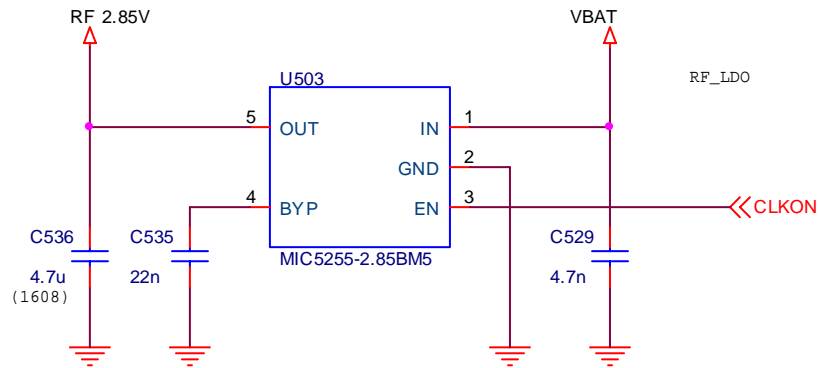 RF 2.85V
VBAT
U503
RF_LDO
5 OUT IN 1
GND 2
4 BYP EN 3
CLKON
C536
C535
C529
MIC5255-2.85BM5
4.7u
22n
4.7n
(1608)